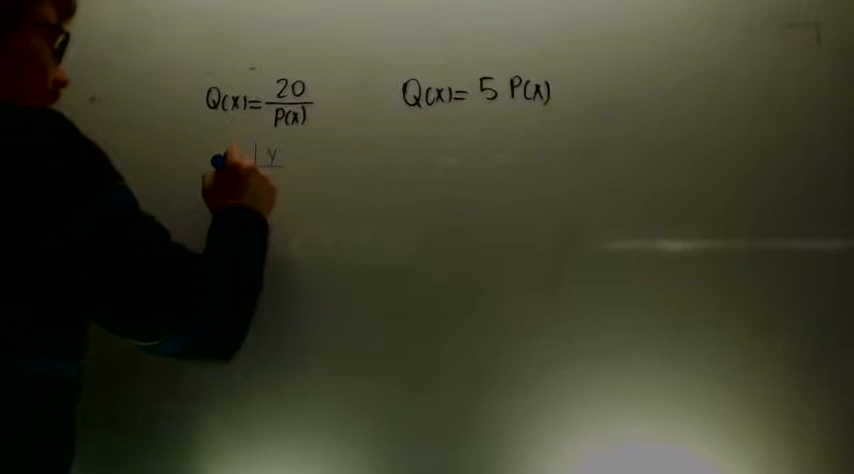 Q(x) = 20/P(x)
Q(x) = 5 P(x)
y